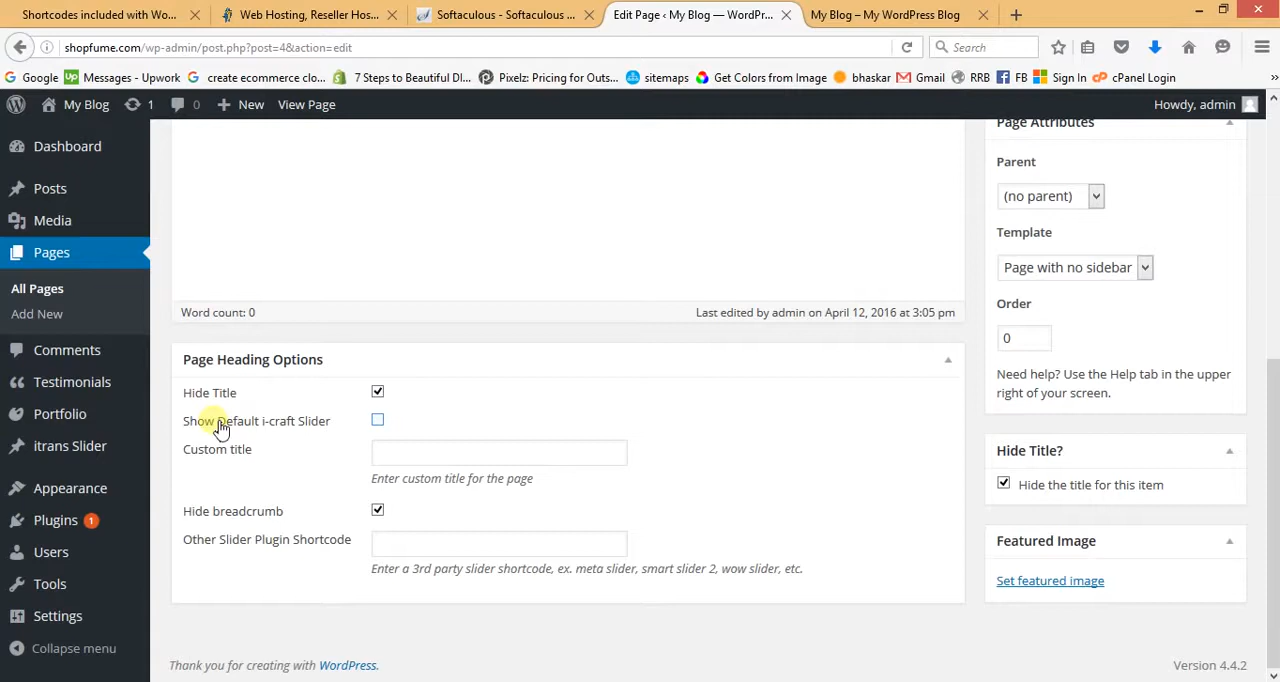 Shortcodes included with Wo...
Web Hosting, Reseller Hos...
Softaculous - Softaculous ...
Edit Page ‹ My Blog — WordPr...
My Blog – My WordPress Blog
shopfume.com/wp-admin/post.php?post=4&action=edit
Search
Google
Messages - Upwork
create ecommerce clo...
7 Steps to Beautiful DI...
Pixelz: Pricing for Outs...
sitemaps
Get Colors from Image
bhaskar
Gmail
RRB
FB
Sign In
cPanel Login
My Blog
1
0
New
View Page
Howdy, admin
Dashboard
Posts
Media
Pages
All Pages
Add New
Comments
Testimonials
Portfolio
itrans Slider
Appearance
Plugins 1
Users
Tools
Settings
Collapse menu
Word count: 0
Last edited by admin on April 12, 2016 at 3:05 pm
Page Heading Options
Hide Title
Show Default i-craft Slider
Custom title
Enter custom title for the page
Hide breadcrumb
Other Slider Plugin Shortcode
Enter a 3rd party slider shortcode, ex. meta slider, smart slider 2, wow slider, etc.
Page Attributes
Parent
(no parent)
Template
Page with no sidebar
Order
0
Need help? Use the Help tab in the upper
right of your screen.
Hide Title?
Hide the title for this item
Featured Image
Set featured image
Thank you for creating with WordPress.
Version 4.4.2